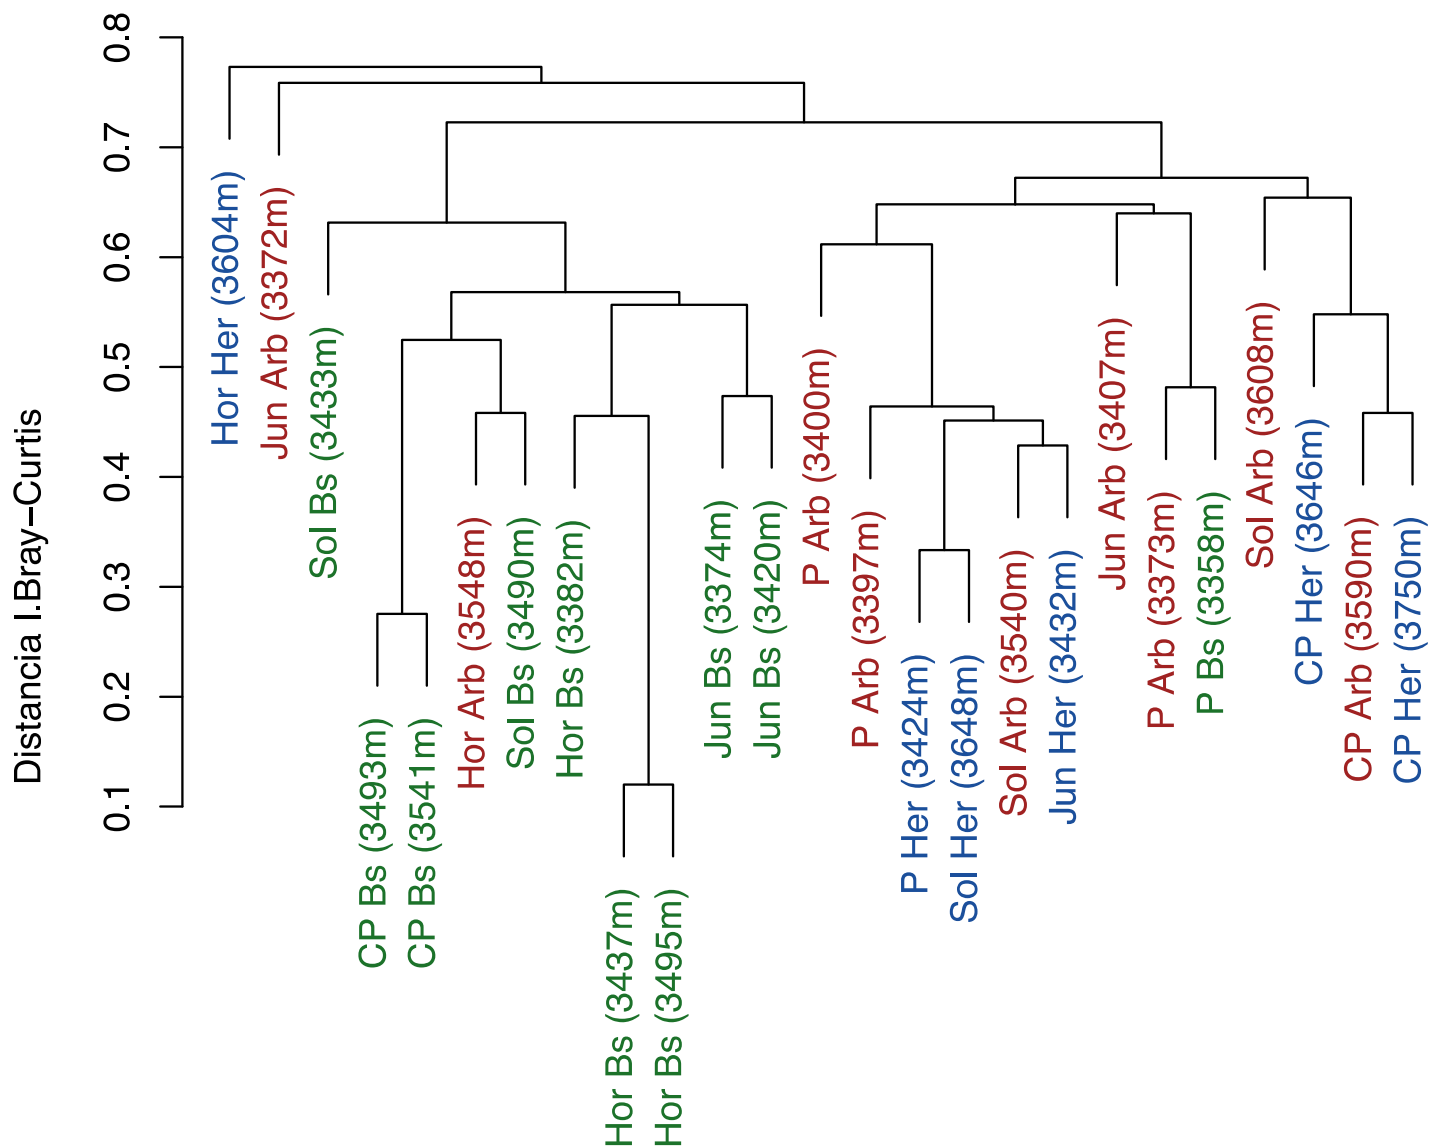 Distancia I.Bray–Curtis
0.8
0.7
0.6
0.5
0.4
0.3
0.2
0.1
Hor Her (3604m)
Jun Arb (3372m)
Sol Bs (3433m)
CP Bs (3493m)
CP Bs (3541m)
Hor Arb (3548m)
Sol Bs (3490m)
Hor Bs (3382m)
Hor Bs (3437m)
Hor Bs (3495m)
Jun Bs (3374m)
Jun Bs (3420m)
P Arb (3400m)
P Arb (3397m)
P Her (3424m)
Sol Her (3648m)
Sol Arb (3540m)
Jun Her (3432m)
Jun Arb (3407m)
P Arb (3373m)
P Bs (3358m)
Sol Arb (3608m)
CP Her (3646m)
CP Arb (3590m)
CP Her (3750m)